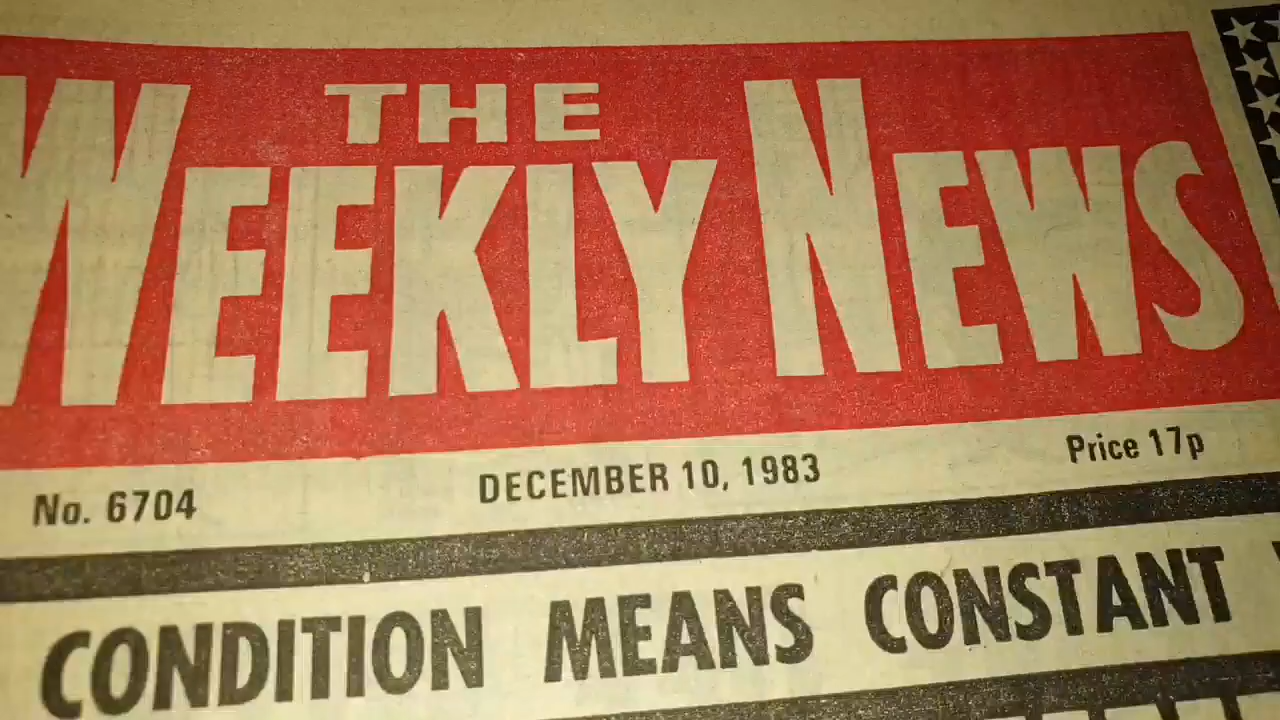 THE
WEEKLY NEWS
No. 6704 DECEMBER 10, 1983 Price 17p
CONDITION MEANS CONSTANT